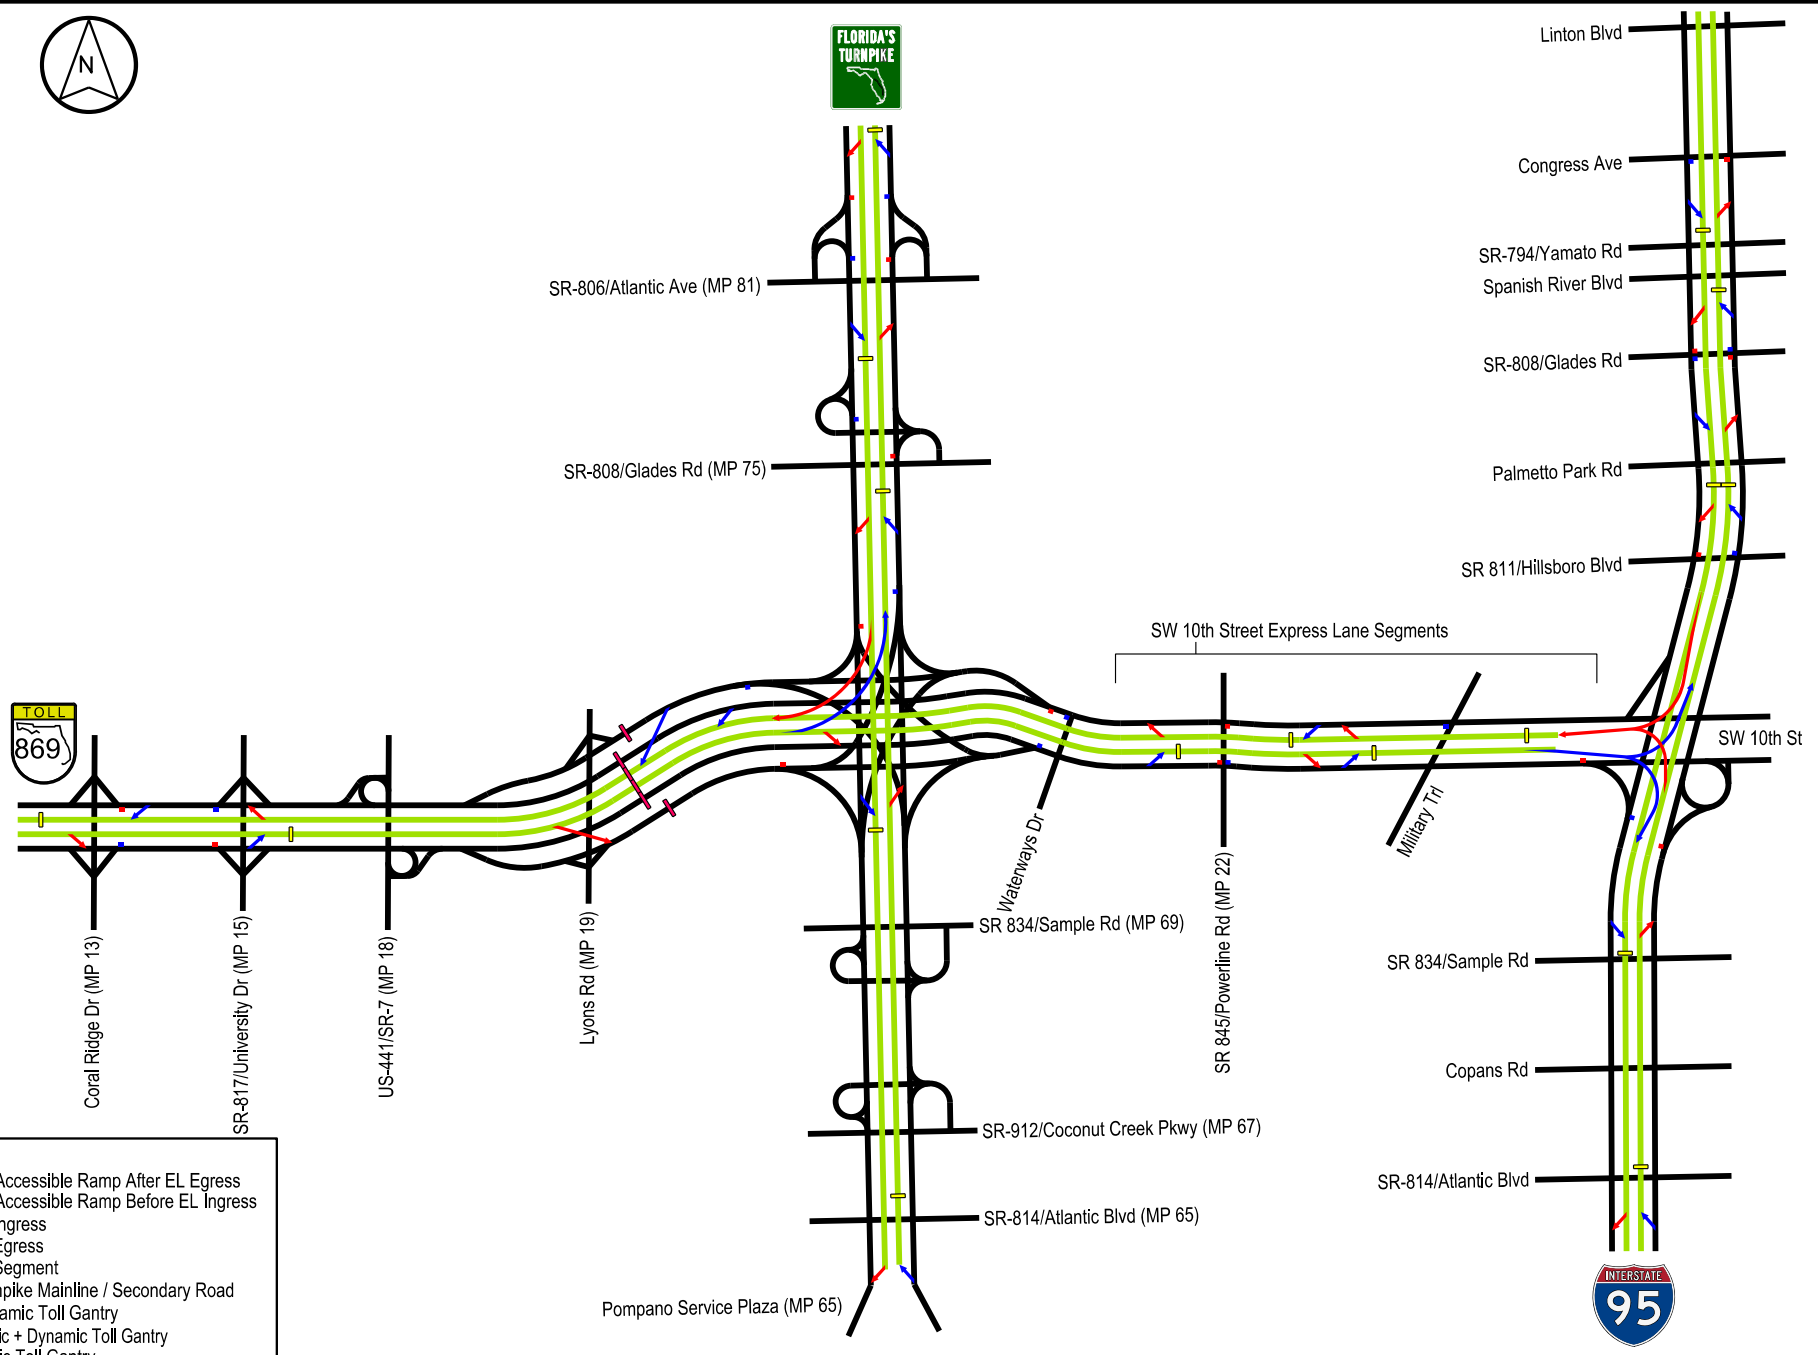 N
FLORIDA'S
TURNPIKE
Linton Blvd
Congress Ave
SR-794/Yamato Rd
Spanish River Blvd
SR-806/Atlantic Ave (MP 81)
SR-808/Glades Rd
SR-808/Glades Rd (MP 75)
Palmetto Park Rd
SR 811/Hillsboro Blvd
SW 10th Street Express Lane Segments
TOLL
869
SW 10th St
Military Trl
Waterways Dr
SR 845/Powerline Rd (MP 22)
Coral Ridge Dr (MP 13)
SR-817/University Dr (MP 15)
US-441/SR-7 (MP 18)
Lyons Rd (MP 19)
SR 834/Sample Rd (MP 69)
SR 834/Sample Rd
Copans Rd
SR-912/Coconut Creek Pkwy (MP 67)
SR-814/Atlantic Blvd
SR-814/Atlantic Blvd (MP 65)
Pompano Service Plaza (MP 65)
INTERSTATE
95
Accessible Ramp After EL Egress
Accessible Ramp Before EL Ingress
ngress
Egress
Segment
npike Mainline / Secondary Road
amic Toll Gantry
ic + Dynamic Toll Gantry